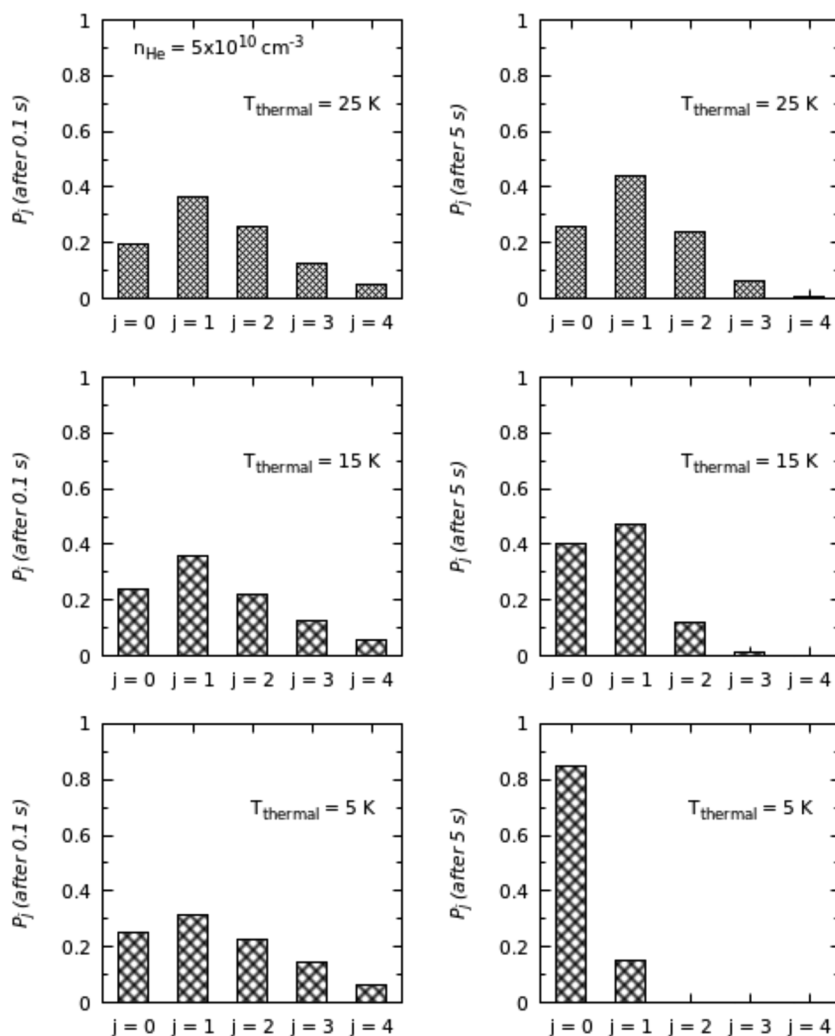 n_He = 5x10^10 cm^-3
T_thermal = 25 K
P_j (after 0.1 s)
1
0.8
0.6
0.4
0.2
0
j = 0 j = 1 j = 2 j = 3 j = 4
T_thermal = 25 K
P_j (after 5 s)
1
0.8
0.6
0.4
0.2
0
j = 0 j = 1 j = 2 j = 3 j = 4
T_thermal = 15 K
P_j (after 0.1 s)
1
0.8
0.6
0.4
0.2
0
j = 0 j = 1 j = 2 j = 3 j = 4
T_thermal = 15 K
P_j (after 5 s)
1
0.8
0.6
0.4
0.2
0
j = 0 j = 1 j = 2 j = 3 j = 4
T_thermal = 5 K
P_j (after 0.1 s)
1
0.8
0.6
0.4
0.2
0
j = 0 j = 1 j = 2 j = 3 j = 4
T_thermal = 5 K
P_j (after 5 s)
1
0.8
0.6
0.4
0.2
0
j = 0 j = 1 j = 2 j = 3 j = 4